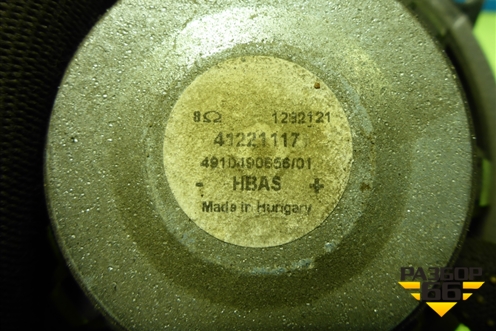 8Ω 1292121
41221117
4910490656/01
- HBAS +
Made in Hungary
РАЗБОР
66